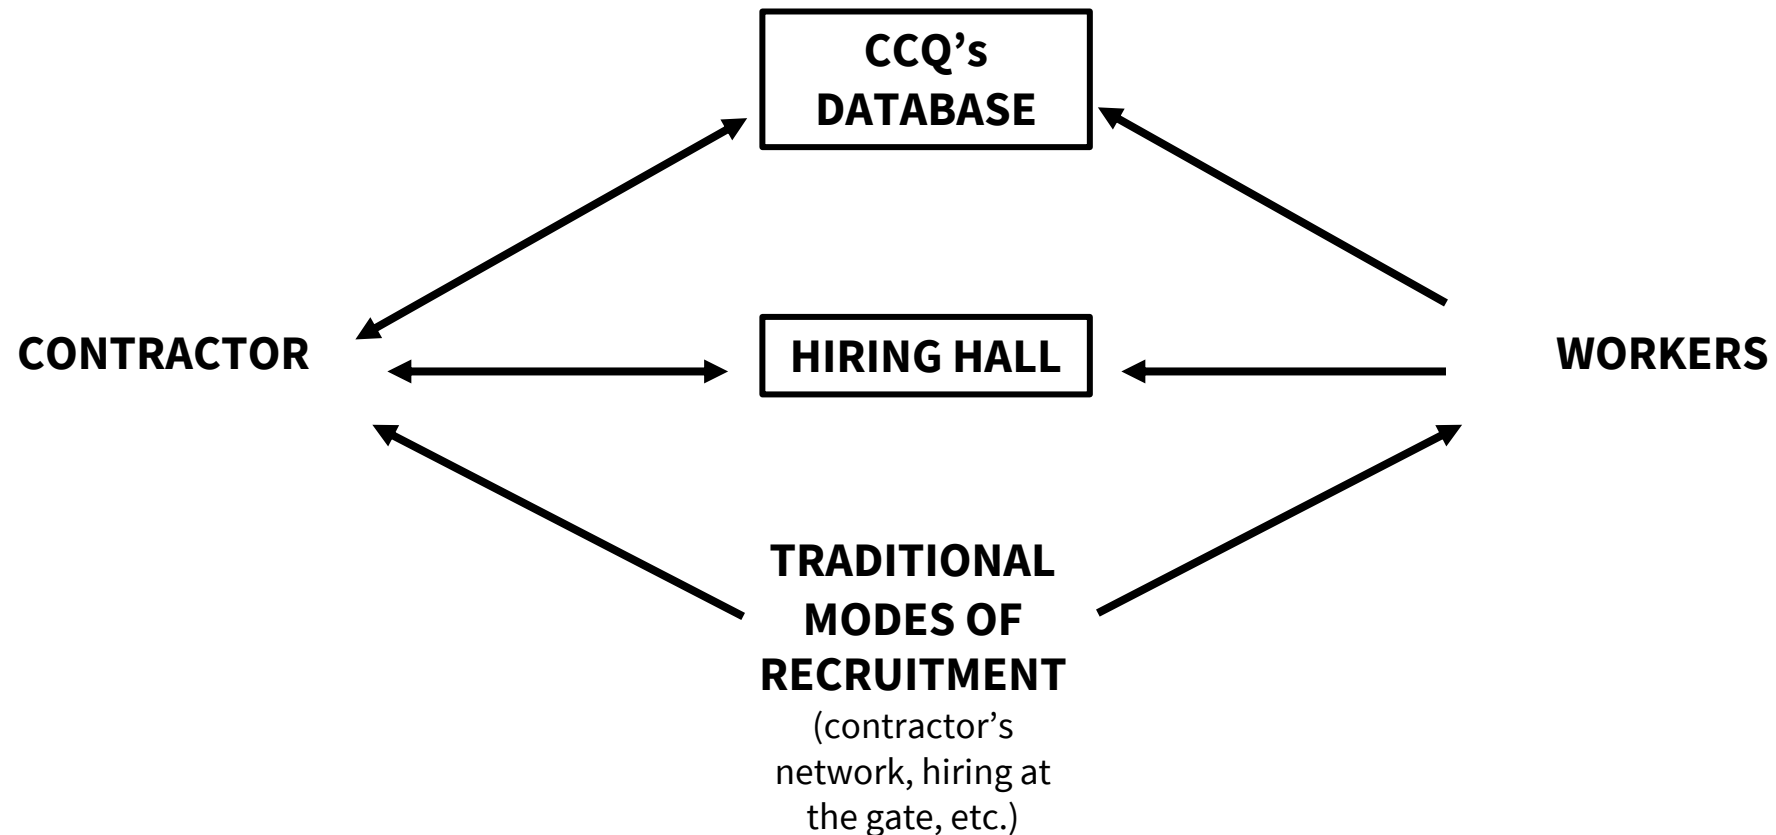 CCQ’s
DATABASE
CONTRACTOR
HIRING HALL
WORKERS
TRADITIONAL
MODES OF
RECRUITMENT
(contractor’s
network, hiring at
the gate, etc.)